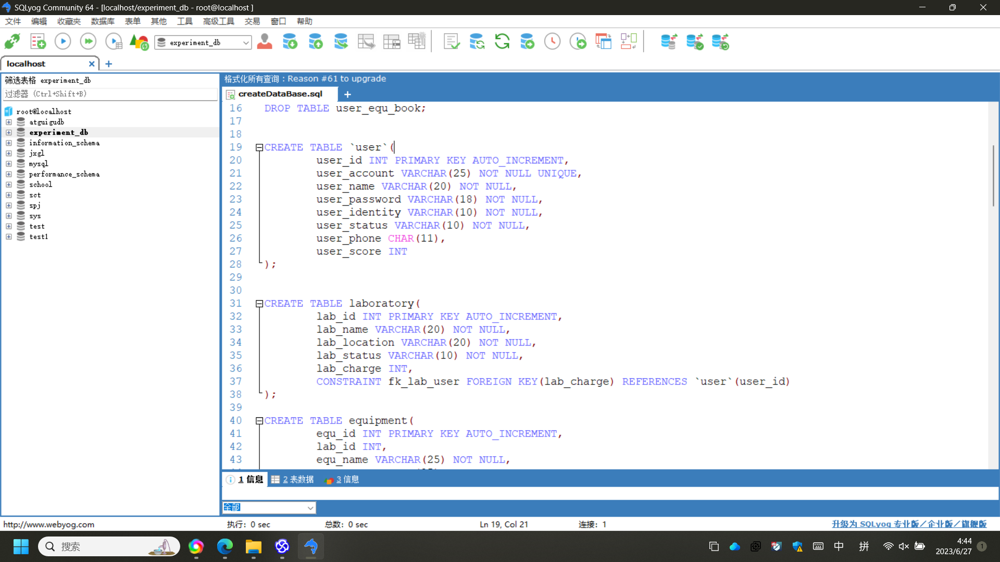 SQLyog Community 64 - [localhost/experiment_db - root@localhost ]
文件 编辑 收藏夹 数据库 表单 其他 工具 高级工具 交易 窗口 帮助
experiment_db
localhost
筛选表格 experiment_db
过滤器 (Ctrl+Shift+B)
root@localhost
atguigudb
experiment_db
information_schema
jxgl
mysql
performance_schema
school
sct
spj
sys
test
test1
格式化所有查询 : Reason #61 to upgrade
createDataBase.sql
16 DROP TABLE user_equ_book;
17
18
19 CREATE TABLE `user`(
20 user_id INT PRIMARY KEY AUTO_INCREMENT,
21 user_account VARCHAR(25) NOT NULL UNIQUE,
22 user_name VARCHAR(20) NOT NULL,
23 user_password VARCHAR(18) NOT NULL,
24 user_identity VARCHAR(10) NOT NULL,
25 user_status VARCHAR(10) NOT NULL,
26 user_phone CHAR(11),
27 user_score INT
28 );
29
30
31 CREATE TABLE laboratory(
32 lab_id INT PRIMARY KEY AUTO_INCREMENT,
33 lab_name VARCHAR(20) NOT NULL,
34 lab_location VARCHAR(20) NOT NULL,
35 lab_status VARCHAR(10) NOT NULL,
36 lab_charge INT,
37 CONSTRAINT fk_lab_user FOREIGN KEY(lab_charge) REFERENCES `user`(user_id)
38 );
39
40 CREATE TABLE equipment(
41 equ_id INT PRIMARY KEY AUTO_INCREMENT,
42 lab_id INT,
43 equ_name VARCHAR(25) NOT NULL,
1 信息 2 表数据 3 信息
全部
http://www.webyog.com 执行: 0 sec 总数: 0 sec Ln 19, Col 21 连接: 1 升级为 SQLyog 专业版/企业版/旗舰版
搜索
中 拼
4:44
2023/6/27
1